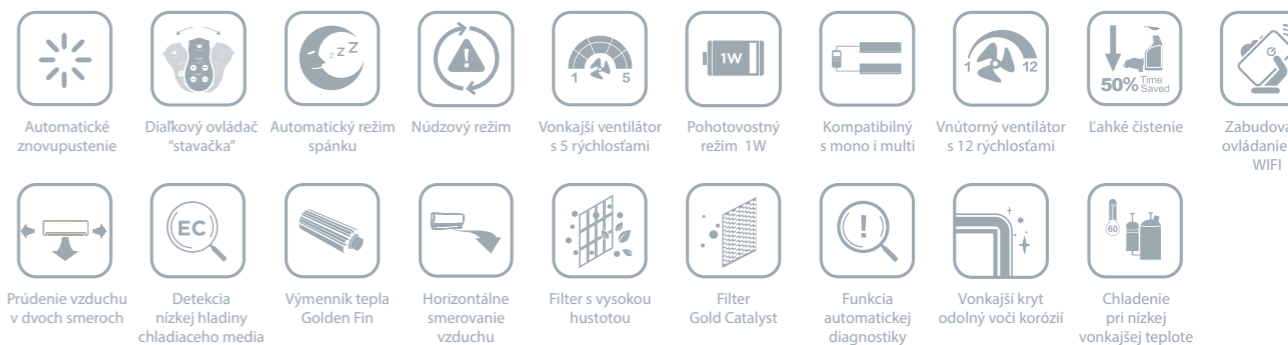 z z Z
1 5
1W
1 12
50% Time Saved
Automatické
znovupustenie
Diaľkový ovládač
"stavačka"
Automatický režim
spánku
Núdzový režim
Vonkajší ventilátor
s 5 rýchlosťami
Pohotovostný
režim 1W
Kompatibilný
s mono i multi
Vnútorný ventilátor
s 12 rýchlosťami
Ľahké čistenie
ovládanie
WIFI
EC
!
60
Prúdenie vzduchu
v dvoch smeroch
Detekcia
nízkej hladiny
chladiaceho media
Výmenník tepla
Golden Fin
Horizontálne
smerovanie
vzduchu
Filter s vysokou
hustotou
Filter
Gold Catalyst
Funkcia
automatickej
diagnostiky
Vonkajší kryt
odolný voči korózií
Chladenie
pri nízkej
vonkajšej teplote